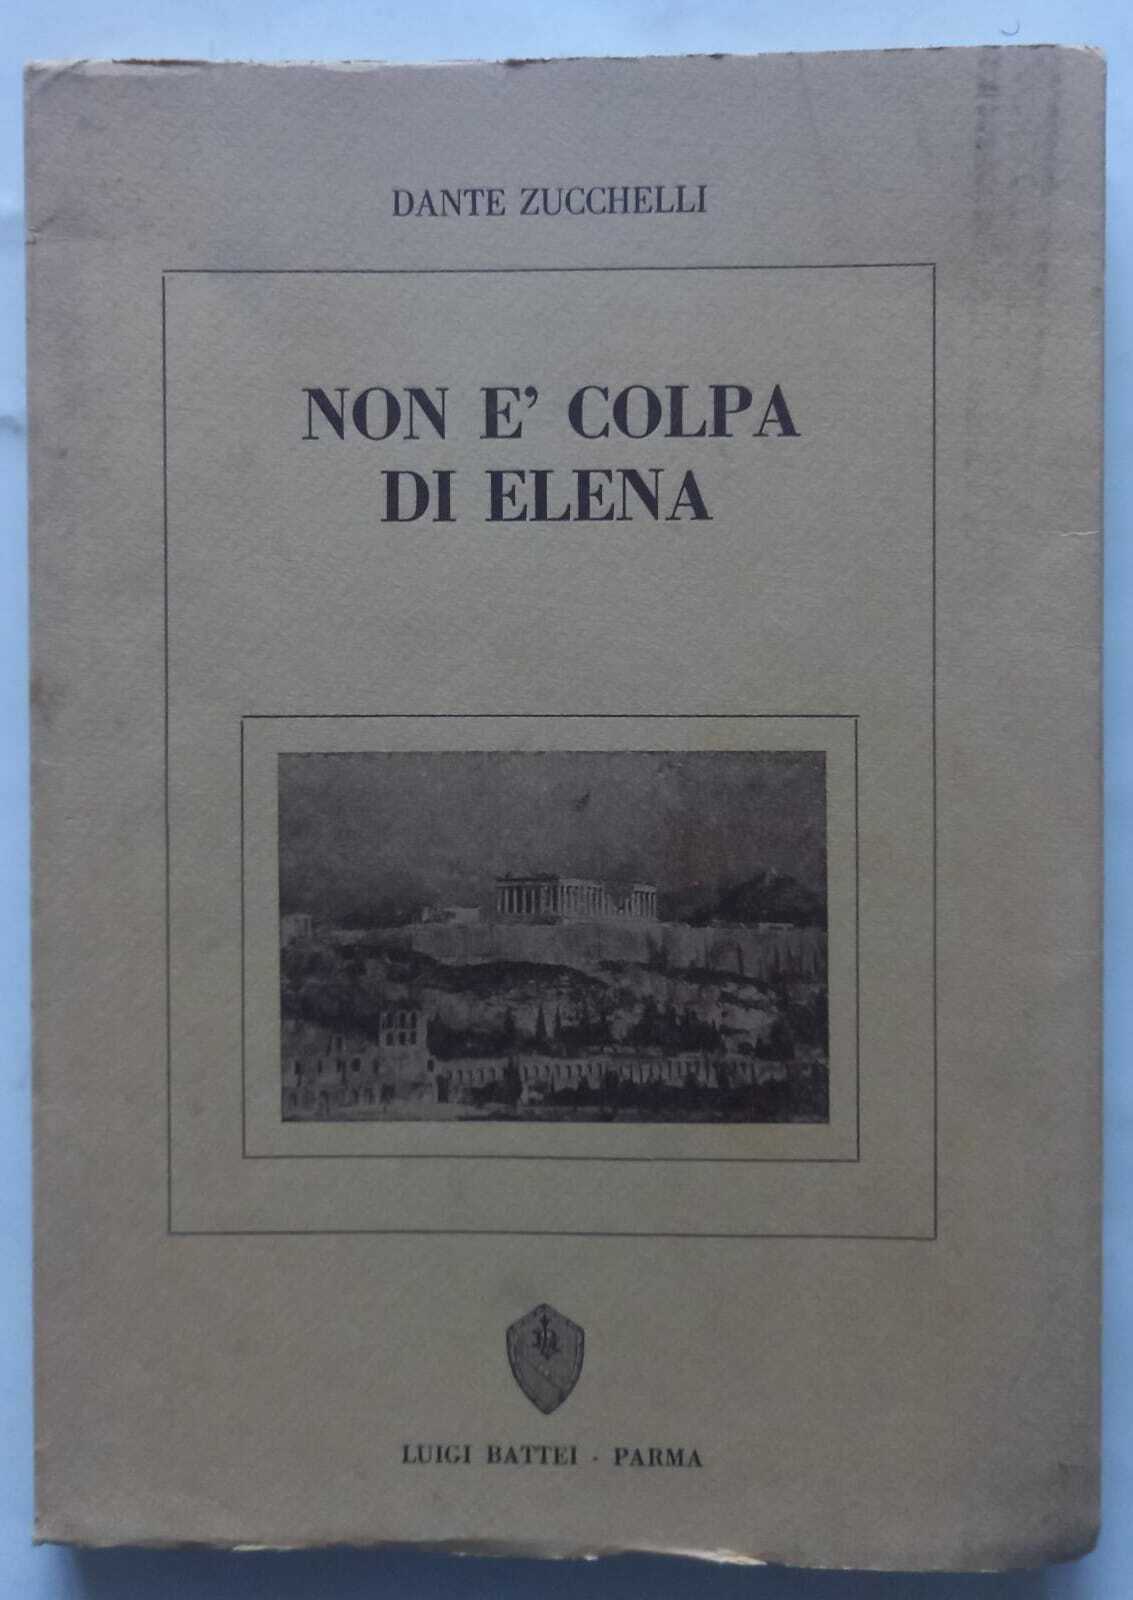 DANTE ZUCCHELLI
NON E’ COLPA
DI ELENA
LUIGI BATTEI - PARMA